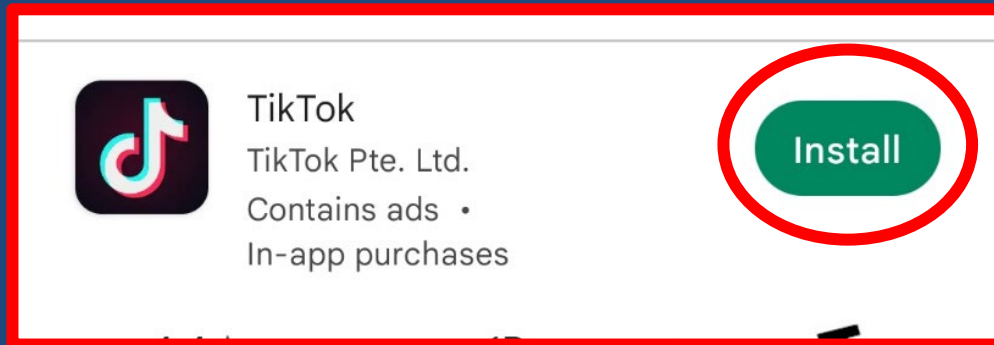 TikTok
TikTok Pte. Ltd.
Install
Contains ads •
In-app purchases